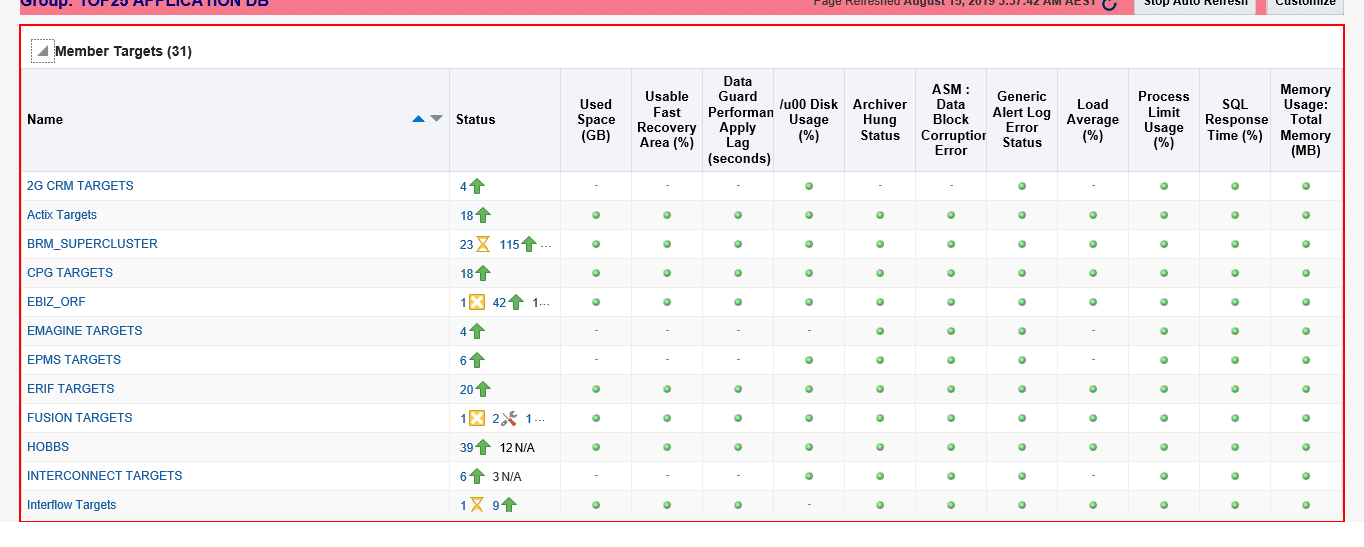 Group: TOP25 APPLICATION DB Page Refreshed August 15, 2019 3:37:42 AM AEST Stop Auto Refresh Customize
Member Targets (31)
Name Status Used Space (GB) Usable Fast Recovery Area (%) Data Guard Performan Apply Lag (seconds) /u00 Disk Usage (%) Archiver Hung Status ASM : Data Block Corruption Error Generic Alert Log Error Status Load Average (%) Process Limit Usage (%) SQL Response Time (%) Memory Usage: Total Memory (MB)
2G CRM TARGETS 4 - - - - - -
Actix Targets 18
BRM_SUPERCLUSTER 23 115 ...
CPG TARGETS 18
EBIZ_ORF 1 42 1...
EMAGINE TARGETS 4 - - - - -
EPMS TARGETS 6 - - - -
ERIF TARGETS 20
FUSION TARGETS 1 2 1...
HOBBS 39 12 N/A
INTERCONNECT TARGETS 6 3 N/A - - - -
Interflow Targets 1 9 -